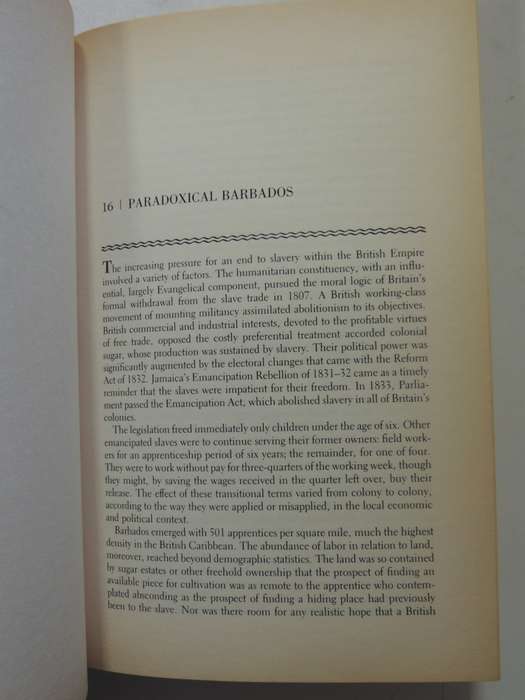 16 | PARADOXICAL BARBADOS
The increasing pressure for an end to slavery within the British Empire
involved a variety of factors. The humanitarian constituency, with an influ-
ential, largely Evangelical component, pursued the moral logic of Britain's
formal withdrawal from the slave trade in 1807. A British working-class
movement of mounting militancy assimilated abolitionism to its objectives.
British commercial and industrial interests, devoted to the profitable virtues
of free trade, opposed the costly preferential treatment accorded colonial
sugar, whose production was sustained by slavery. Their political power was
significantly augmented by the electoral changes that came with the Reform
Act of 1832. Jamaica's Emancipation Rebellion of 1831–32 came as a timely
reminder that the slaves were impatient for their freedom. In 1833, Parlia-
ment passed the Emancipation Act, which abolished slavery in all of Britain's
colonies.
The legislation freed immediately only children under the age of six. Other
emancipated slaves were to continue serving their former owners: field work-
ers for an apprenticeship period of six years; the remainder, for one of four.
They were to work without pay for three-quarters of the working week, though
they might, by saving the wages received in the quarter left over, buy their
release. The effect of these transitional terms varied from colony to colony,
according to the way they were applied or misapplied, in the local economic
and political context.
Barbados emerged with 501 apprentices per square mile, much the highest
density in the British Caribbean. The abundance of labor in relation to land,
moreover, reached beyond demographic statistics. The land was so contained
by sugar estates or other freehold ownership that the prospect of finding an
available piece for cultivation was as remote to the apprentice who contem-
plated absconding as the prospect of finding a hiding place had previously
been to the slave. Nor was there room for any realistic hope that a British